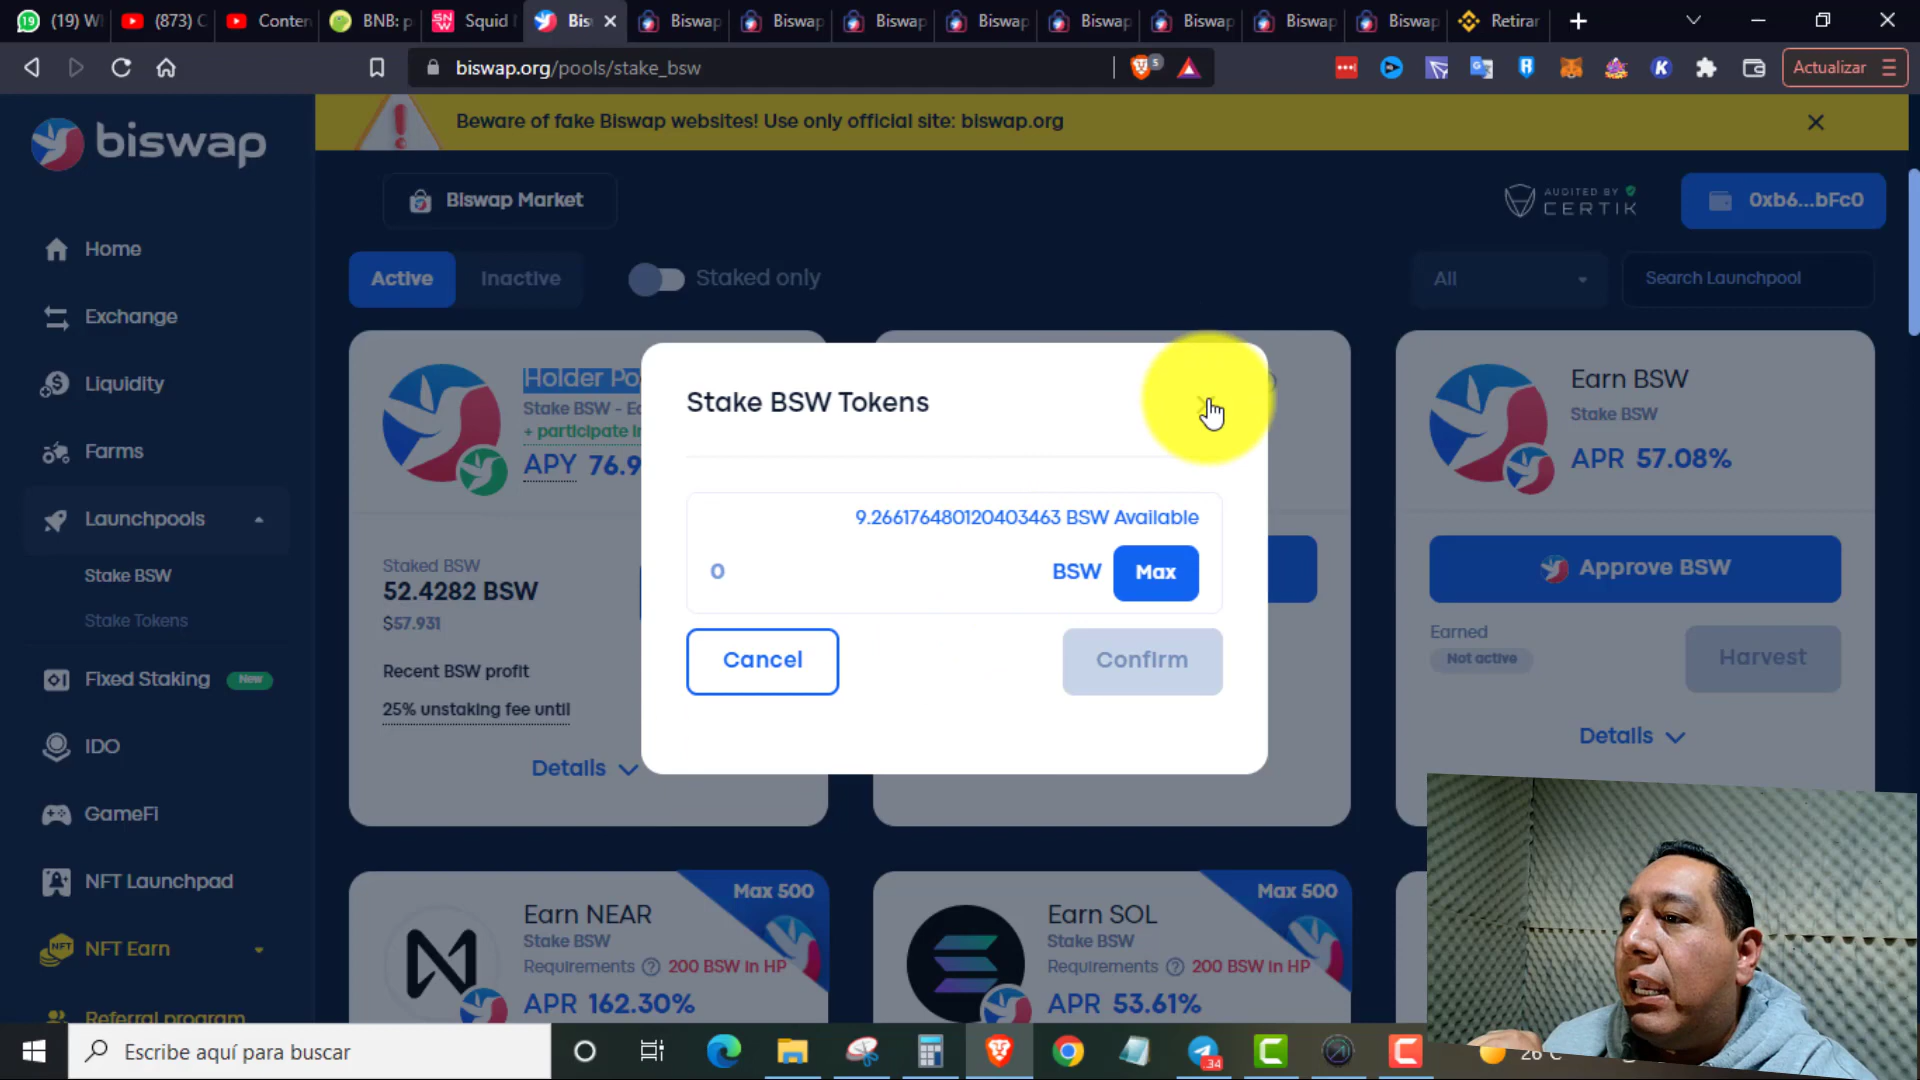 (19) W
(873) C
Conten
BNB: p
Squid
Bis
Biswap
Biswap
Biswap
Biswap
Biswap
Biswap
Biswap
Biswap
Retirar
biswap.org/pools/stake_bsw
5
Actualizar
biswap
Beware of fake Biswap websites! Use only official site: biswap.org
Biswap Market
AUDITED BY
CERTIK
0xb6...bFc0
Home
Exchange
Liquidity
Farms
Launchpools
Stake BSW
Stake Tokens
Fixed Staking New
IDO
GameFi
NFT Launchpad
NFT Earn
Referral program
Active
Inactive
Staked only
All
Search Launchpool
Holder Po
Stake BSW - Ea
+ participate in
APY 76.9
Staked BSW
52.4282 BSW
$57.931
Recent BSW profit
25% unstaking fee until
Details
Stake BSW Tokens
9.266176480120403463 BSW Available
0
BSW
Max
Cancel
Confirm
Earn BSW
Stake BSW
APR 57.08%
Approve BSW
Earned
Not active
Harvest
Details
Max 500
Earn NEAR
Stake BSW
Requirements 200 BSW in HP
APR 162.30%
Max 500
Earn SOL
Stake BSW
Requirements 200 BSW in HP
APR 53.61%
Escribe aquí para buscar
34
26°C